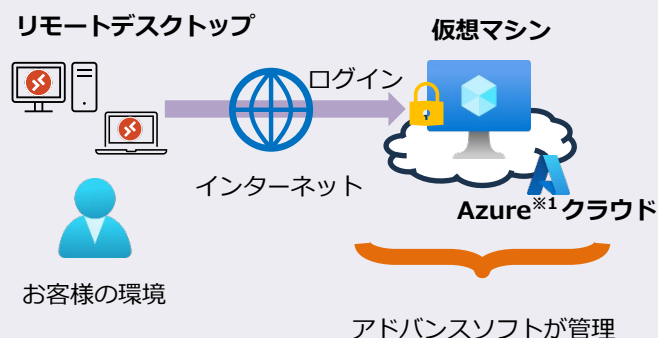 リモートデスクトップ
仮想マシン
ログイン
インターネット
Azure※1クラウド
お客様の環境
アドバンスソフトが管理